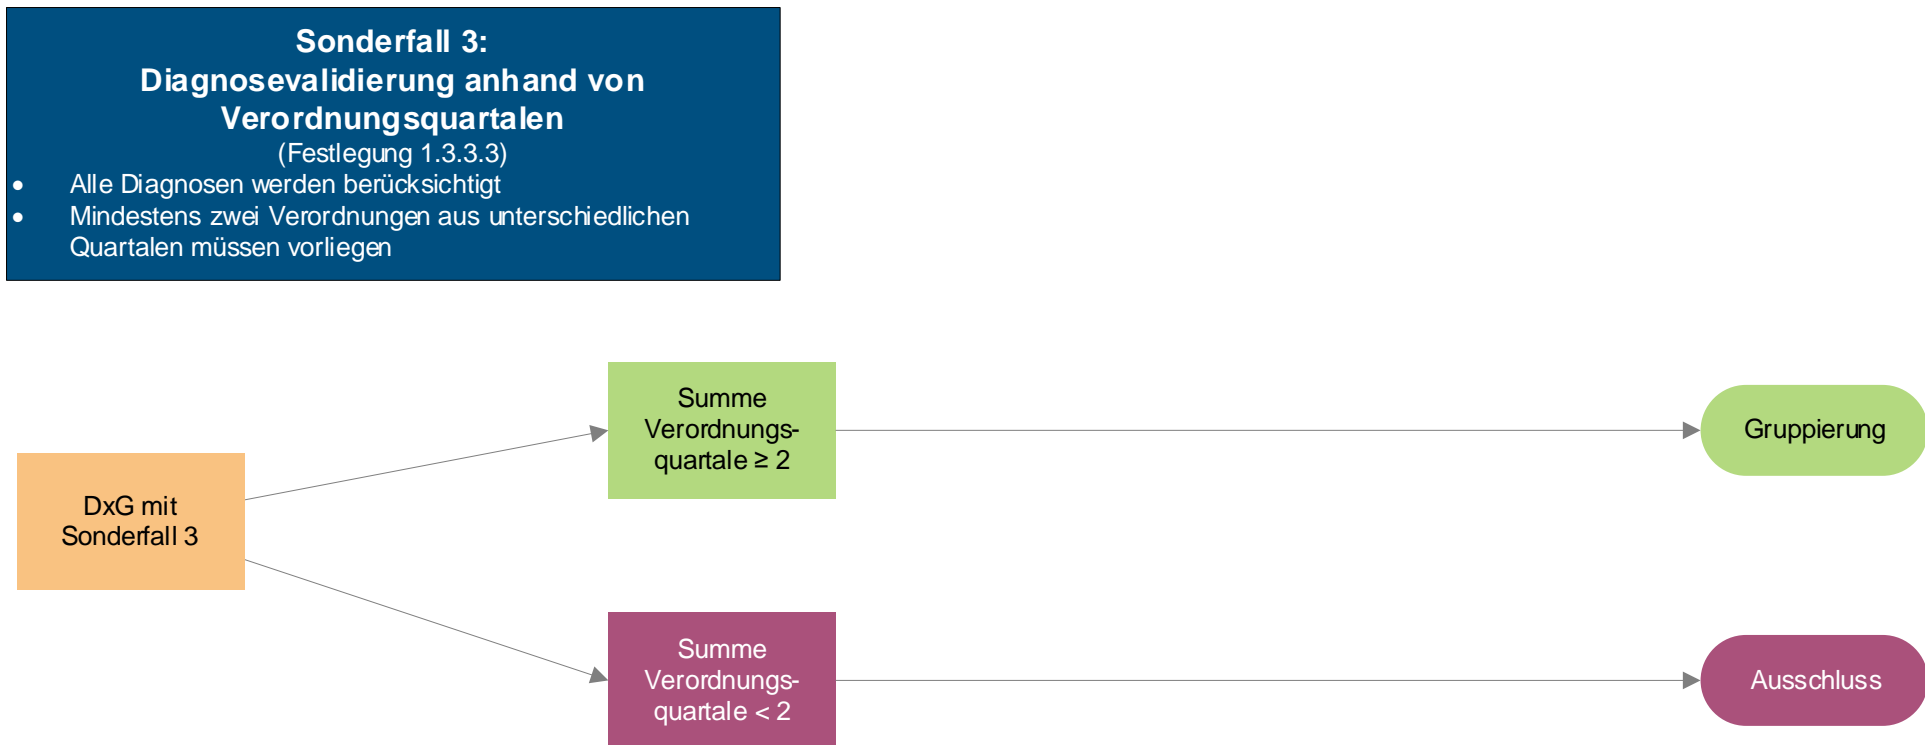 Sonderfall 3:
Diagnosevalidierung anhand von
Verordnungsquartalen
(Festlegung 1.3.3.3)
• Alle Diagnosen werden berücksichtigt
• Mindestens zwei Verordnungen aus unterschiedlichen
Quartalen müssen vorliegen
DxG mit
Sonderfall 3
Summe
Verordnungs-
quartale ≥ 2
Gruppierung
Summe
Verordnungs-
quartale < 2
Ausschluss